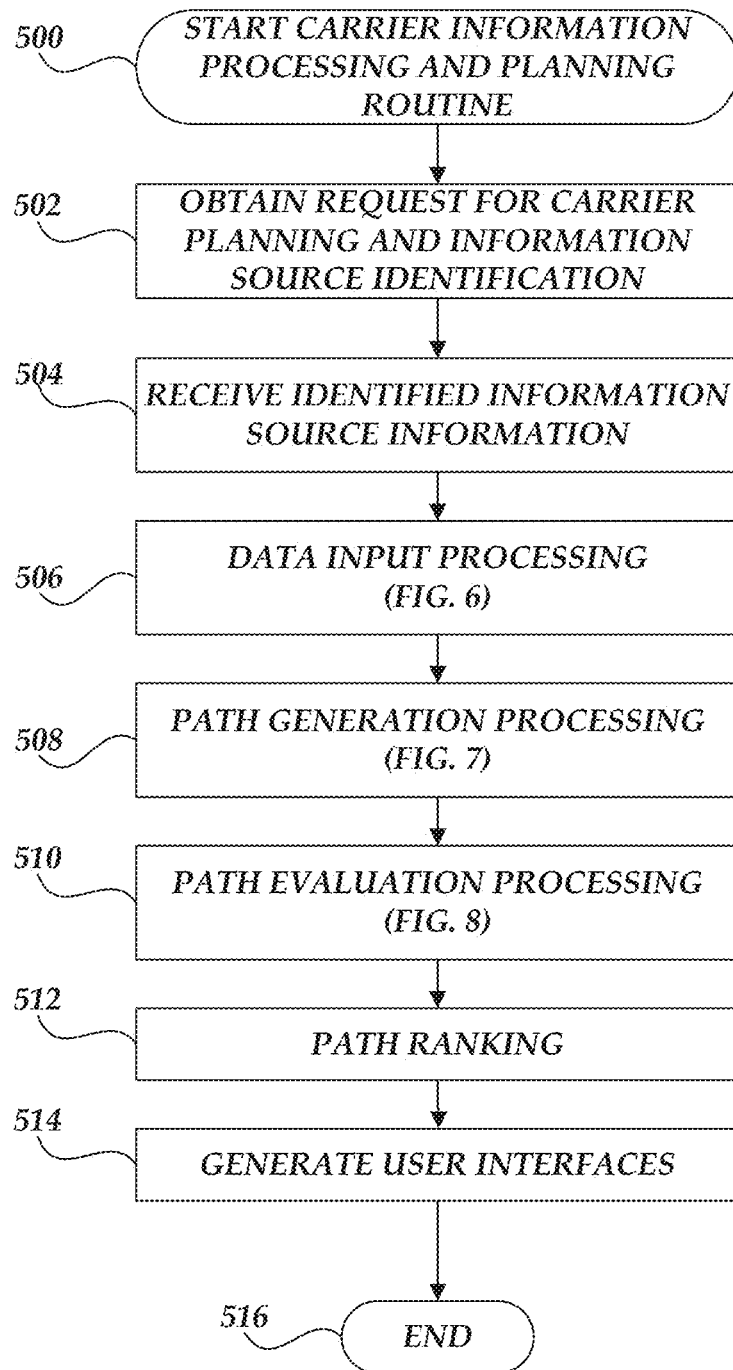 500
START CARRIER INFORMATION
PROCESSING AND PLANNING
ROUTINE
502
OBTAIN REQUEST FOR CARRIER
PLANNING AND INFORMATION
SOURCE IDENTIFICATION
504
RECEIVE IDENTIFIED INFORMATION
SOURCE INFORMATION
506
DATA INPUT PROCESSING
(FIG. 6)
508
PATH GENERATION PROCESSING
(FIG. 7)
510
PATH EVALUATION PROCESSING
(FIG. 8)
512
PATH RANKING
514
GENERATE USER INTERFACES
516
END